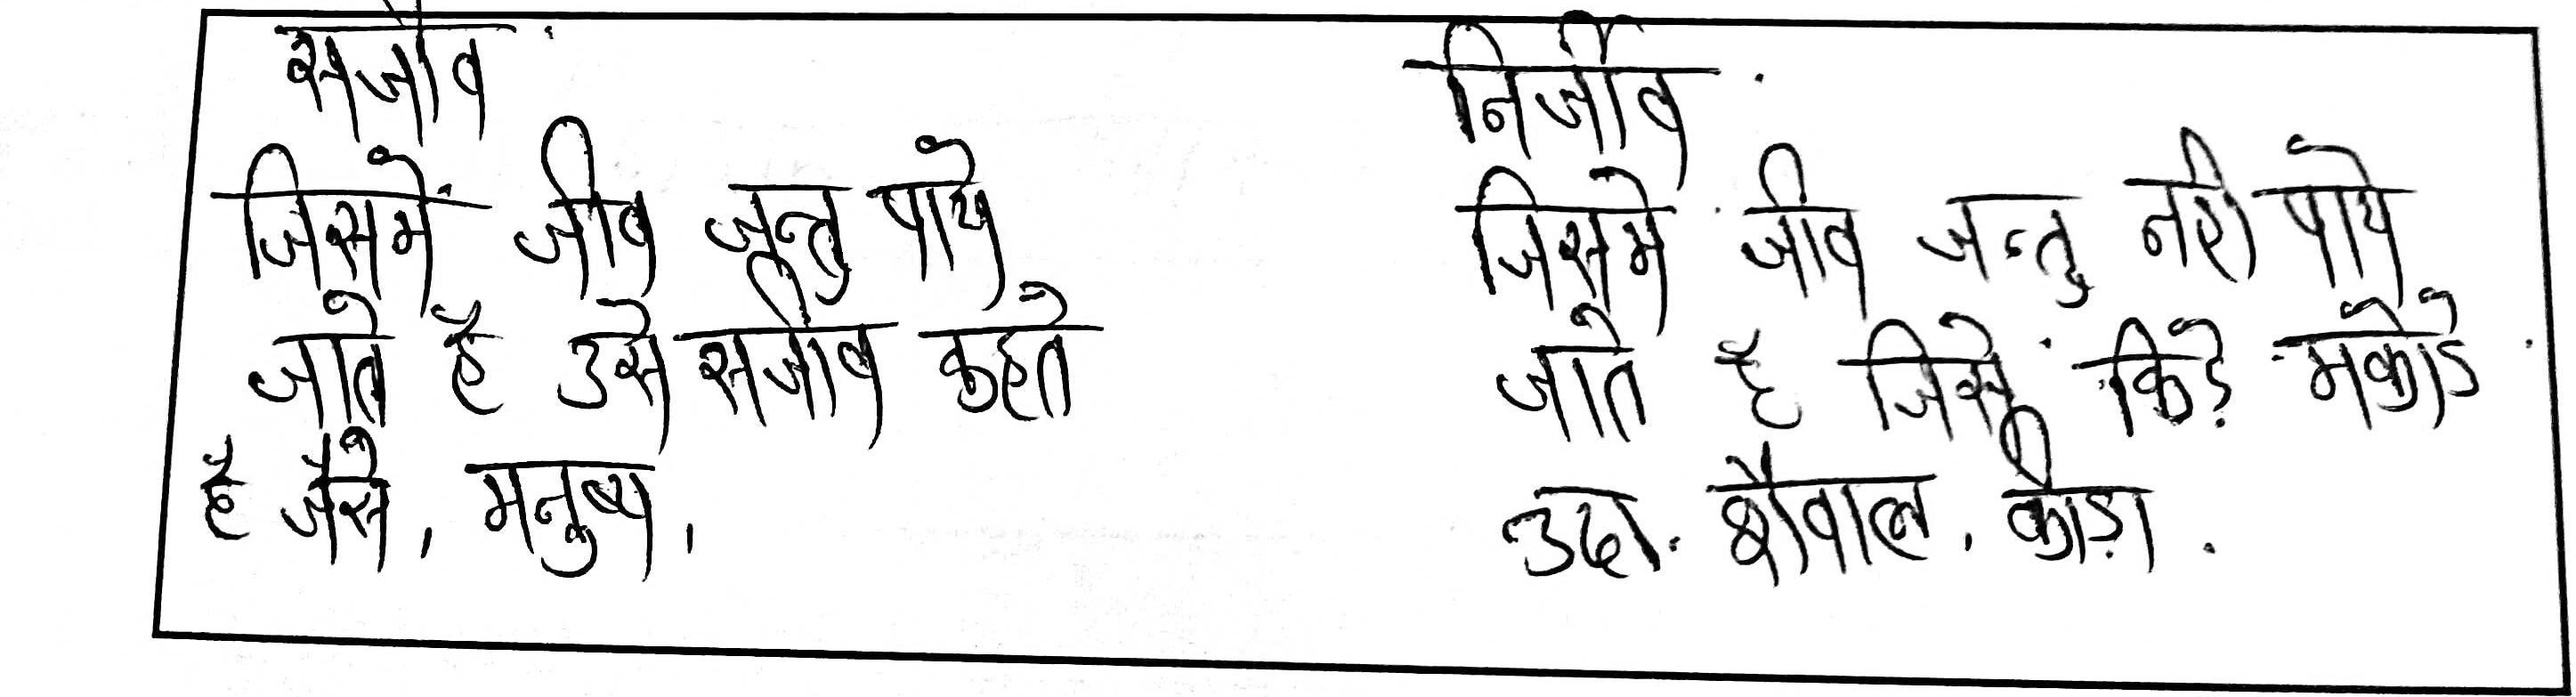 सजीव
जिसमें जीव जन्तु पाये
जाते है उसे सजीव कहते
है जैसे, मनुष्य,
निर्जीव
जिसमे जीव जन्तु नही पाये
जाते है जिसे किड़े मकोड़े
उदा. शैवाल, कीड़ा.